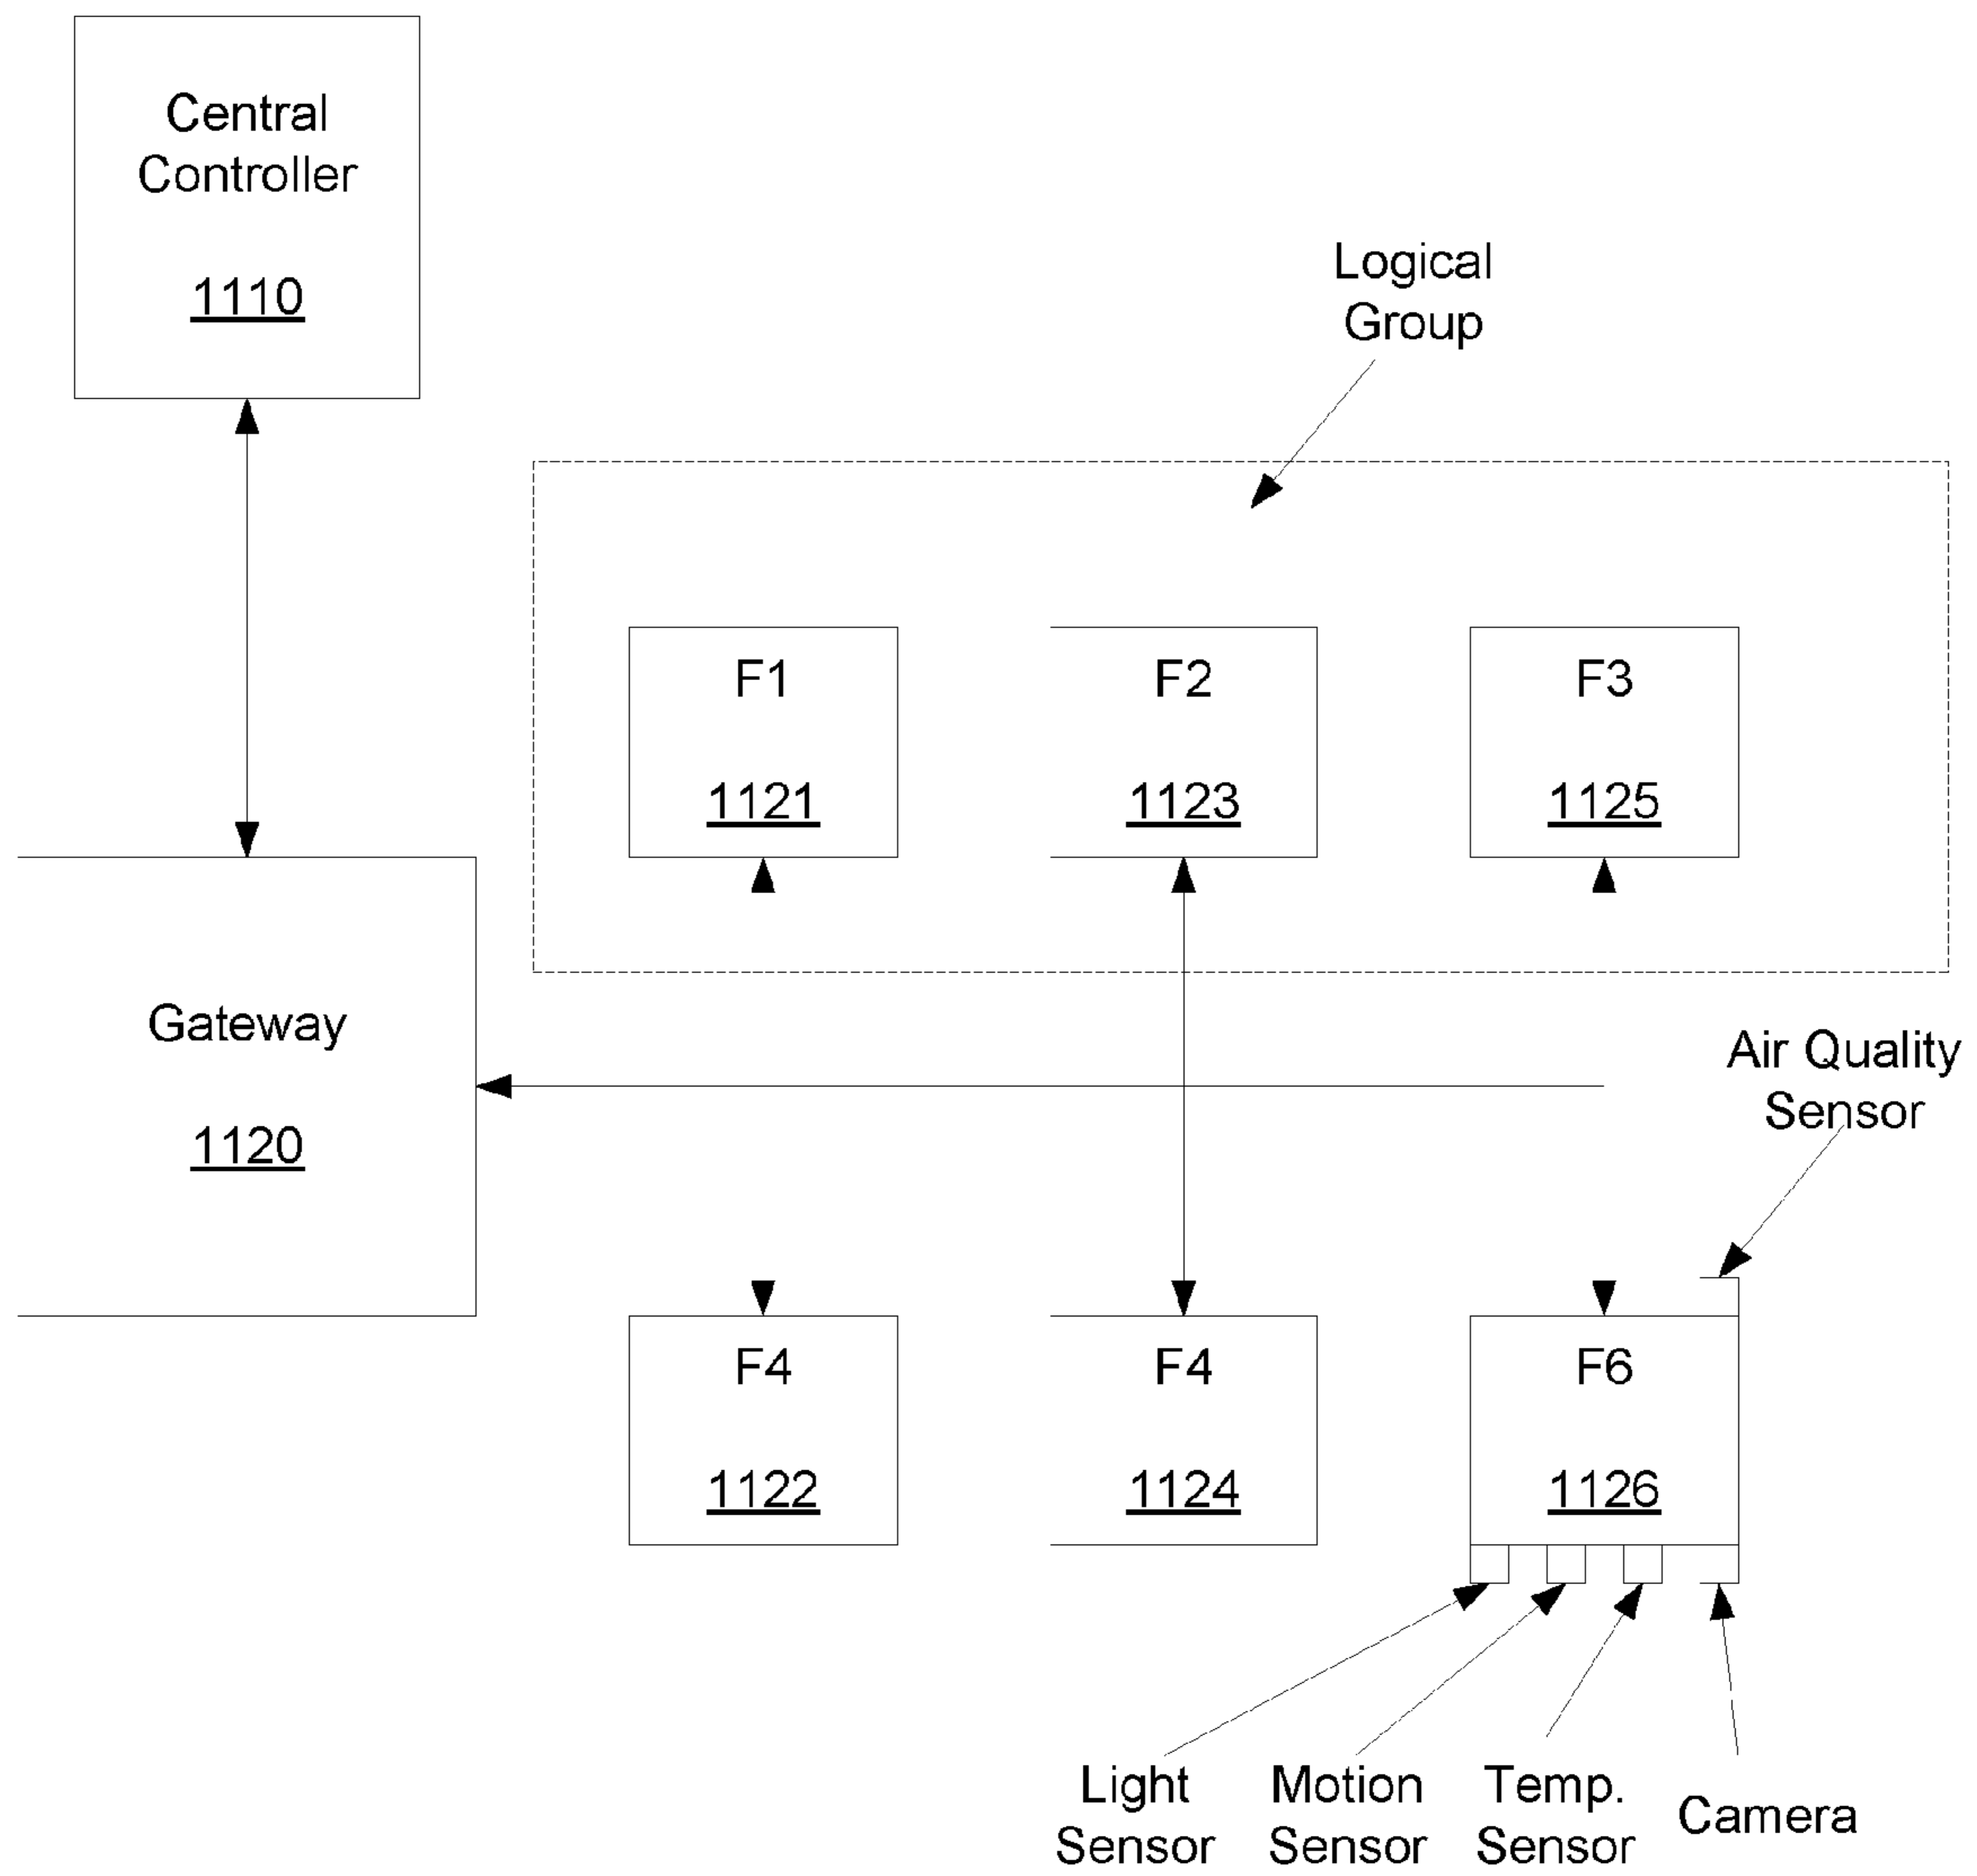 Central
Controller
1110
Logical
Group
F1
1121
F2
1123
F3
1125
Gateway
1120
Air Quality
Sensor
F4
1122
F4
1124
F6
1126
Light
Sensor
Motion
Sensor
Temp.
Sensor
Camera